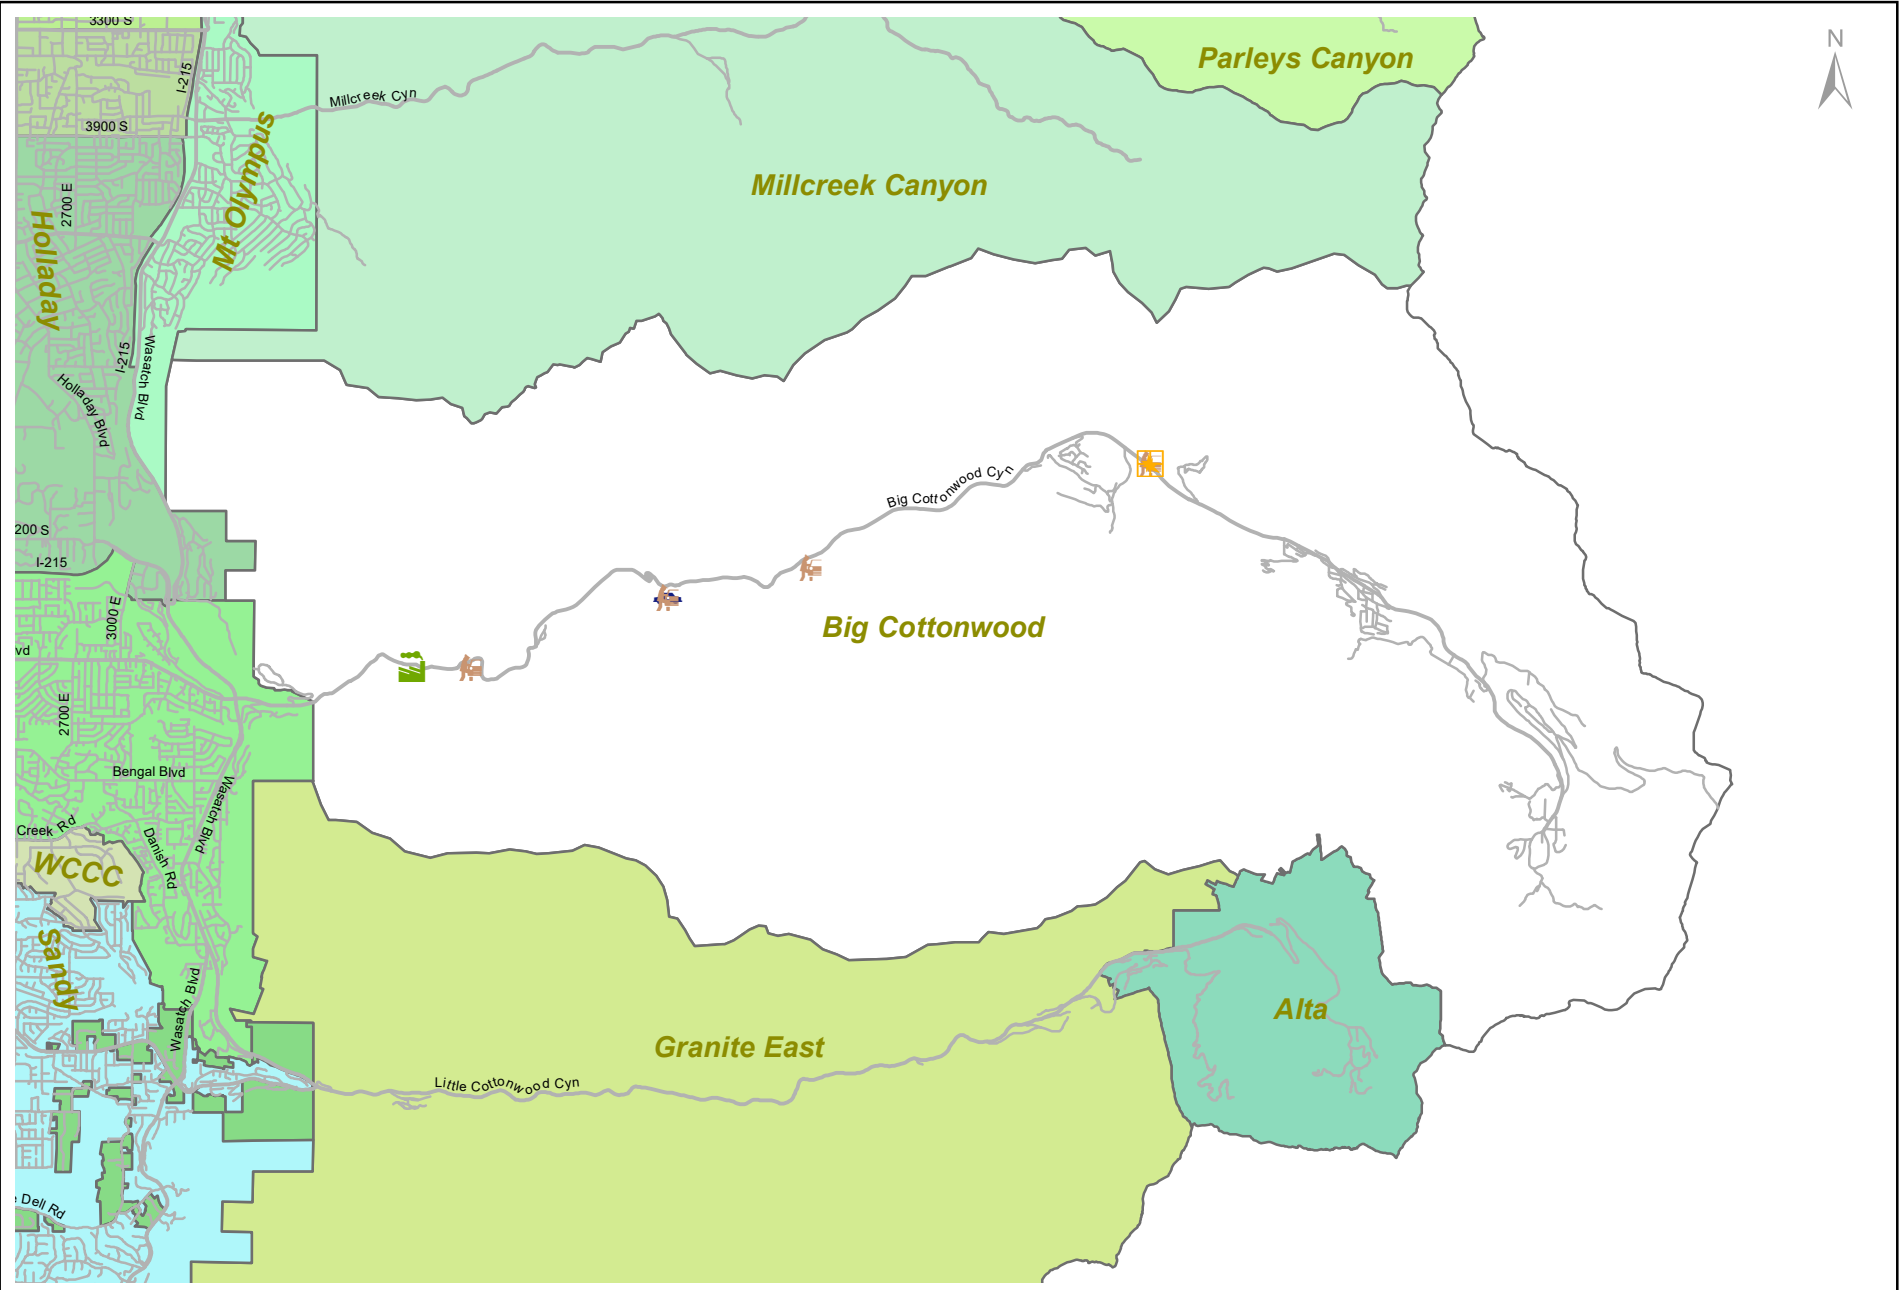 3300 S
Parleys Canyon
N
I-215
Millcreek Cyn
3900 S
Mt Olympus
Millcreek Canyon
2700 E
Holladay
I-215
Wasatch Blvd
Holladay Blvd
Big Cottonwood Cyn
200 S
I-215
3000 E
Big Cottonwood
vd
2700 E
Bengal Blvd
Wasatch Blvd
Creek Rd
Danish Rd
WCCC
Sandy
Wasatch Blvd
Alta
Granite East
Little Cottonwood Cyn
e Dell Rd